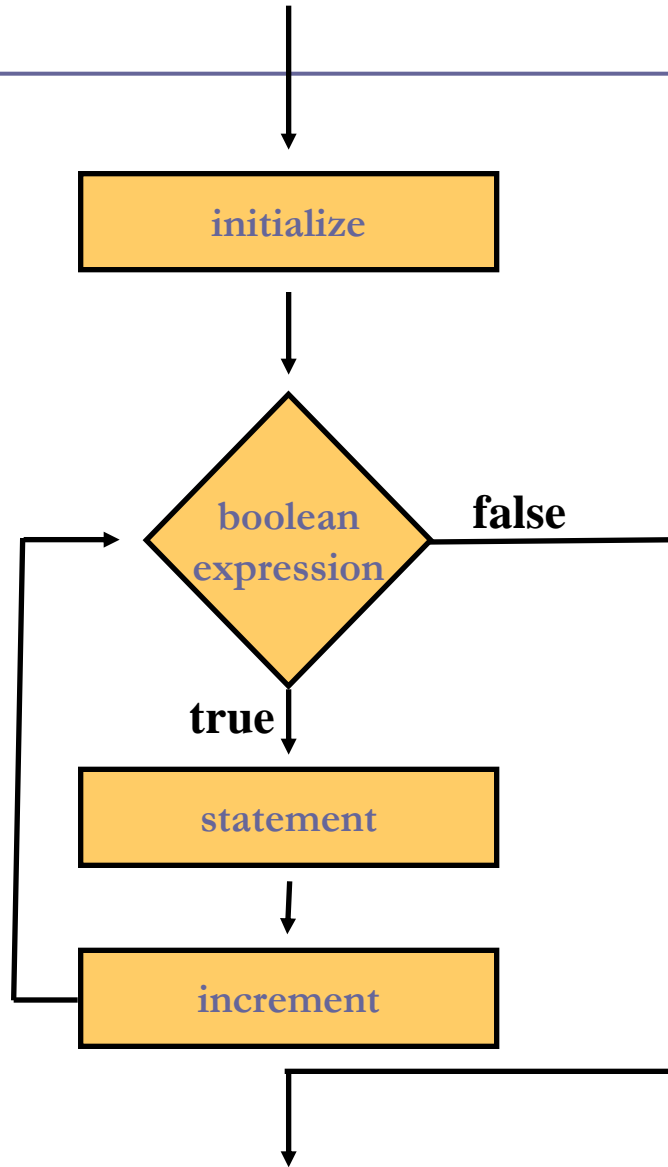 initialize
boolean
expression
false
true
statement
increment